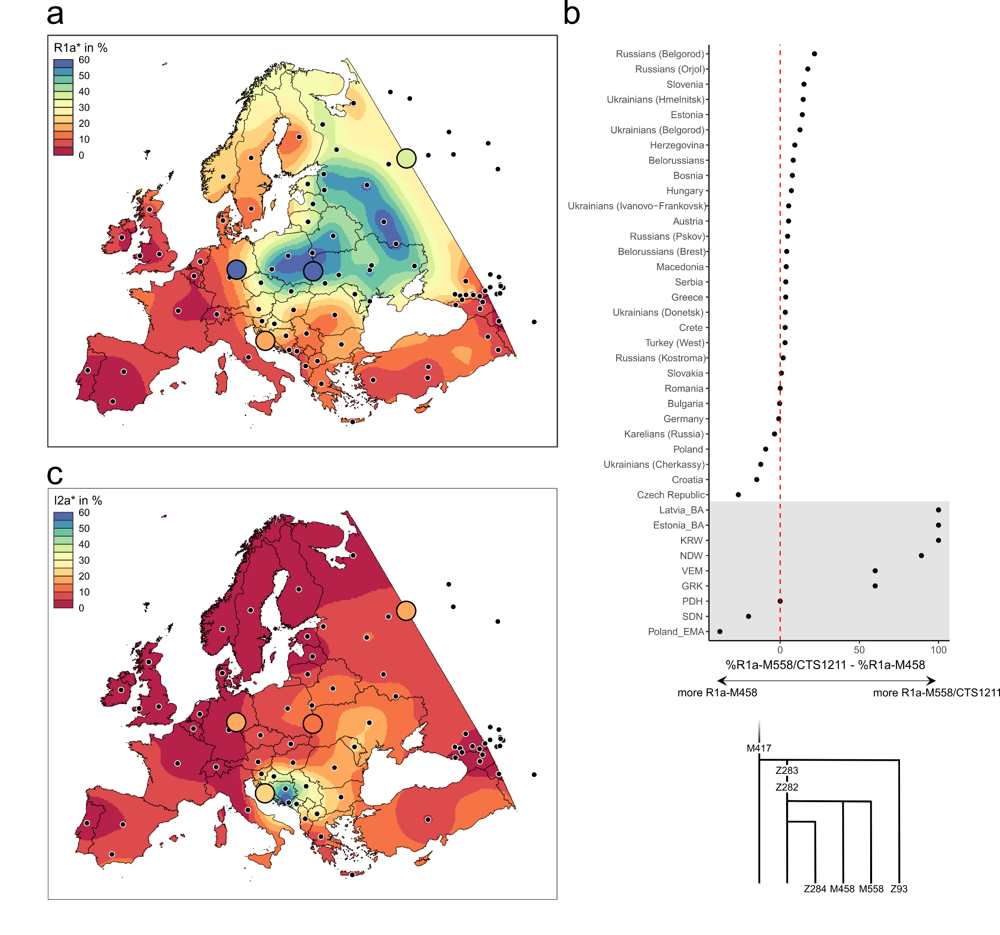 a
R1a* in %
60
50
40
30
20
10
0
b
Russians (Belgorod)
Russians (Orjol)
Slovenia
Ukrainians (Hmelnitsk)
Estonia
Ukrainians (Belgorod)
Herzegovina
Belorussians
Bosnia
Hungary
Ukrainians (Ivanovo−Frankovsk)
Austria
Russians (Pskov)
Belorussians (Brest)
Macedonia
Serbia
Greece
Ukrainians (Donetsk)
Crete
Turkey (West)
Russians (Kostroma)
Slovakia
Romania
Bulgaria
Germany
Karelians (Russia)
Poland
Ukrainians (Cherkassy)
Croatia
Czech Republic
Latvia_BA
Estonia_BA
KRW
NDW
VEM
GRK
PDH
SDN
Poland_EMA
0 50 100
%R1a-M558/CTS1211 - %R1a-M458
more R1a-M458 more R1a-M558/CTS1211
M417
Z283
Z282
Z284 M458 M558 Z93
c
I2a* in %
60
50
40
30
20
10
0